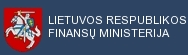 LIETUVOS RESPUBLIKOS
FINANSŲ MINISTERIJA